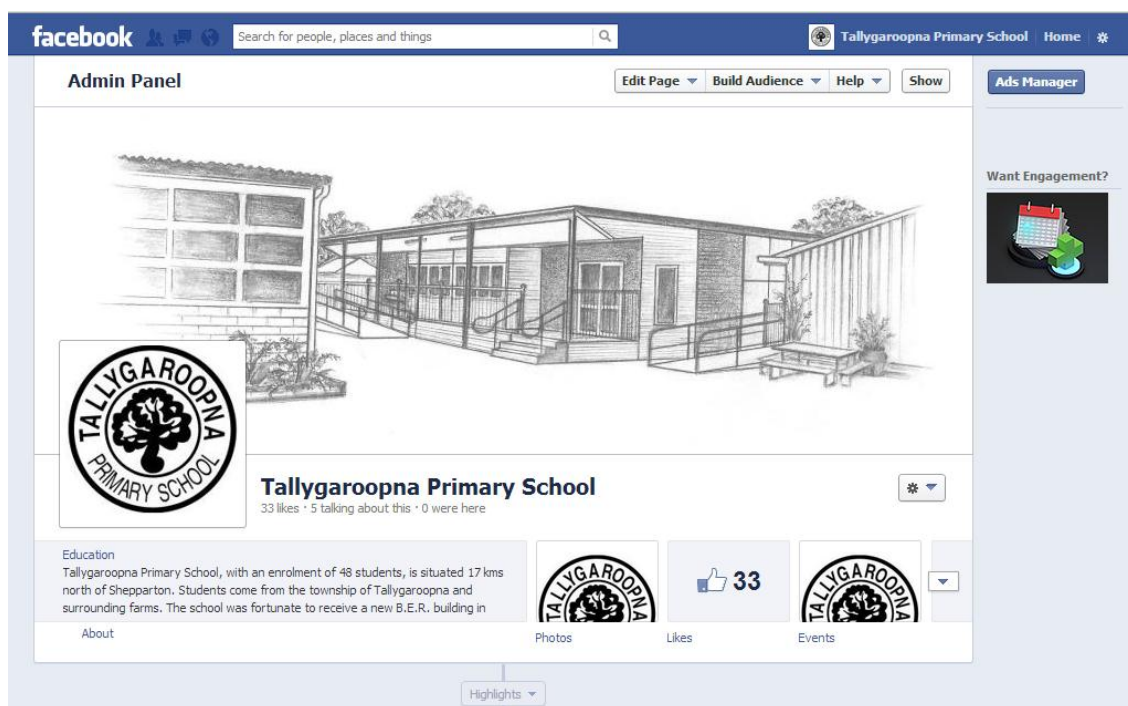 facebook
Search for people, places and things
Tallygaroopna Primary School Home
Admin Panel
Edit Page Build Audience Help Show
Ads Manager
Want Engagement?
TALLYGAROOPNA
PRIMARY SCHOOL
Tallygaroopna Primary School
33 likes · 5 talking about this · 0 were here
Education
Tallygaroopna Primary School, with an enrolment of 48 students, is situated 17 kms
north of Shepparton. Students come from the township of Tallygaroopna and
surrounding farms. The school was fortunate to receive a new B.E.R. building in
About
LYGAROO
Photos
33
Likes
LYGAROO
Events
Highlights